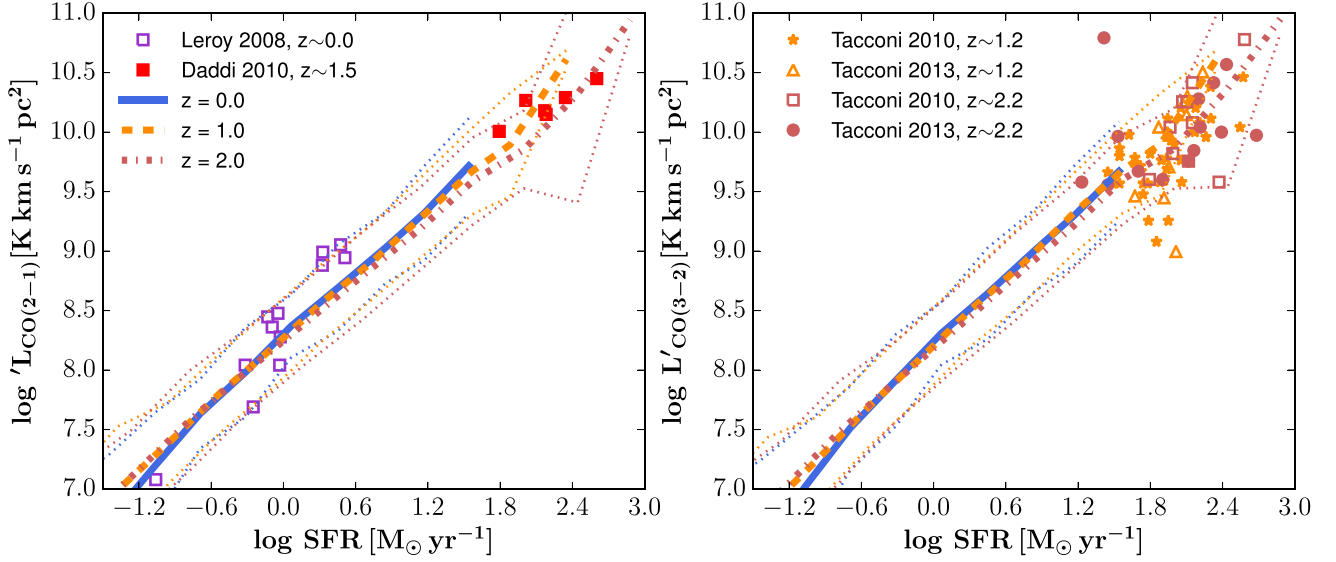 11.0
10.5
10.0
9.5
9.0
8.5
8.0
7.5
7.0
log ′L_CO(2−1) [K km s⁻¹ pc²]
Leroy 2008, z∼0.0
Daddi 2010, z∼1.5
z = 0.0
z = 1.0
z = 2.0
−1.2 −0.6 0.0 0.6 1.2 1.8 2.4 3.0
log SFR [M⊙ yr⁻¹]
11.0
10.5
10.0
9.5
9.0
8.5
8.0
7.5
7.0
log L′_CO(3−2) [K km s⁻¹ pc²]
Tacconi 2010, z∼1.2
Tacconi 2013, z∼1.2
Tacconi 2010, z∼2.2
Tacconi 2013, z∼2.2
−1.2 −0.6 0.0 0.6 1.2 1.8 2.4 3.0
log SFR [M⊙ yr⁻¹]